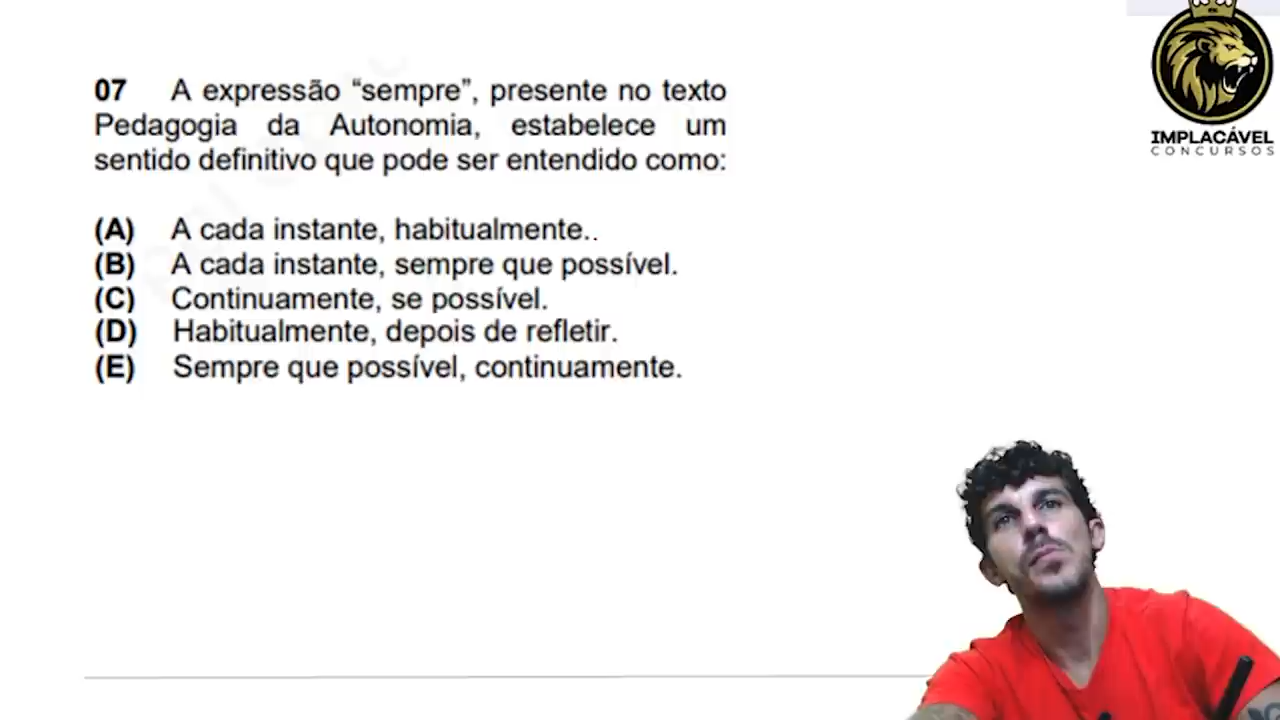 IMPLACÁVEL
CONCURSOS
07 A expressão “sempre”, presente no texto
Pedagogia da Autonomia, estabelece um
sentido definitivo que pode ser entendido como:
(A) A cada instante, habitualmente..
(B) A cada instante, sempre que possível.
(C) Continuamente, se possível.
(D) Habitualmente, depois de refletir.
(E) Sempre que possível, continuamente.